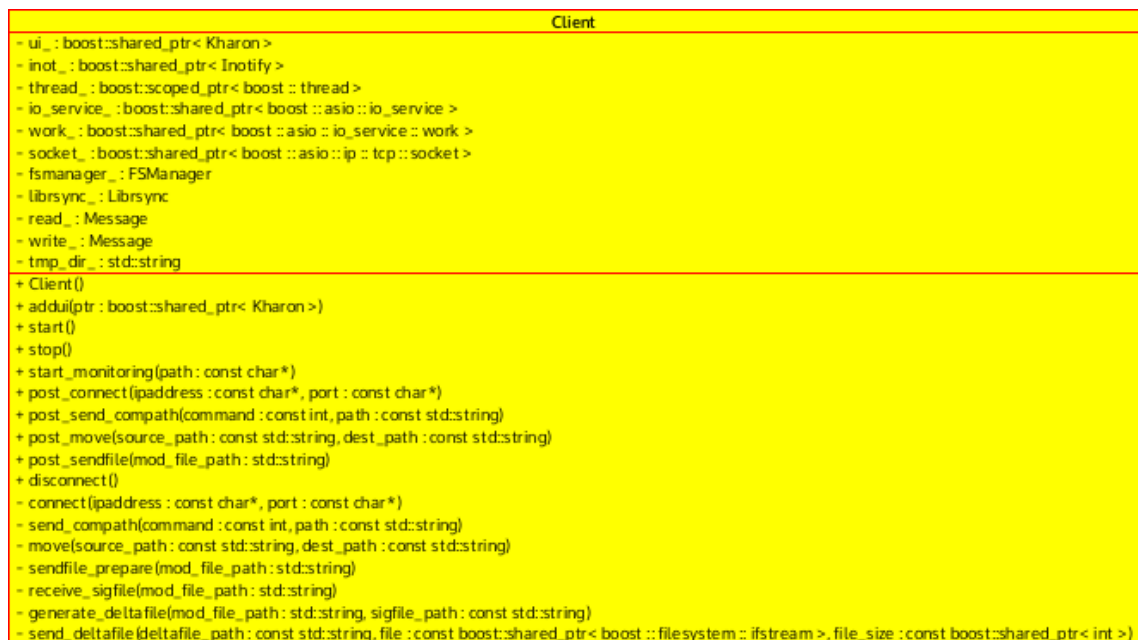 Client
- ui_ : boost::shared_ptr< Kharon >
- inot_ : boost::shared_ptr< Inotify >
- thread_ : boost::scoped_ptr< boost :: thread >
- io_service_ : boost::shared_ptr< boost :: asio :: io_service >
- work_ : boost::shared_ptr< boost :: asio :: io_service :: work >
- socket_ : boost::shared_ptr< boost :: asio :: ip :: tcp :: socket >
- fsmanager_ : FSManager
- librsync_ : Librsync
- read_ : Message
- write_ : Message
- tmp_dir_ : std::string
+ Client()
+ addui(ptr : boost::shared_ptr< Kharon >)
+ start()
+ stop()
+ start_monitoring(path : const char*)
+ post_connect(ipaddress : const char*, port : const char*)
+ post_send_compath(command : const int, path : const std::string)
+ post_move(source_path : const std::string, dest_path : const std::string)
+ post_sendfile(mod_file_path : std::string)
+ disconnect()
- connect(ipaddress : const char*, port : const char*)
- send_compath(command : const int, path : const std::string)
- move(source_path : const std::string, dest_path : const std::string)
- sendfile_prepare(mod_file_path : std::string)
- receive_sigfile(mod_file_path : std::string)
- generate_deltafile(mod_file_path : std::string, sigfile_path : const std::string)
- send_deltafile(deltafile_path : const std::string, file : const boost::shared_ptr< boost :: filesystem :: ifstream >, file_size : const boost::shared_ptr< int >)